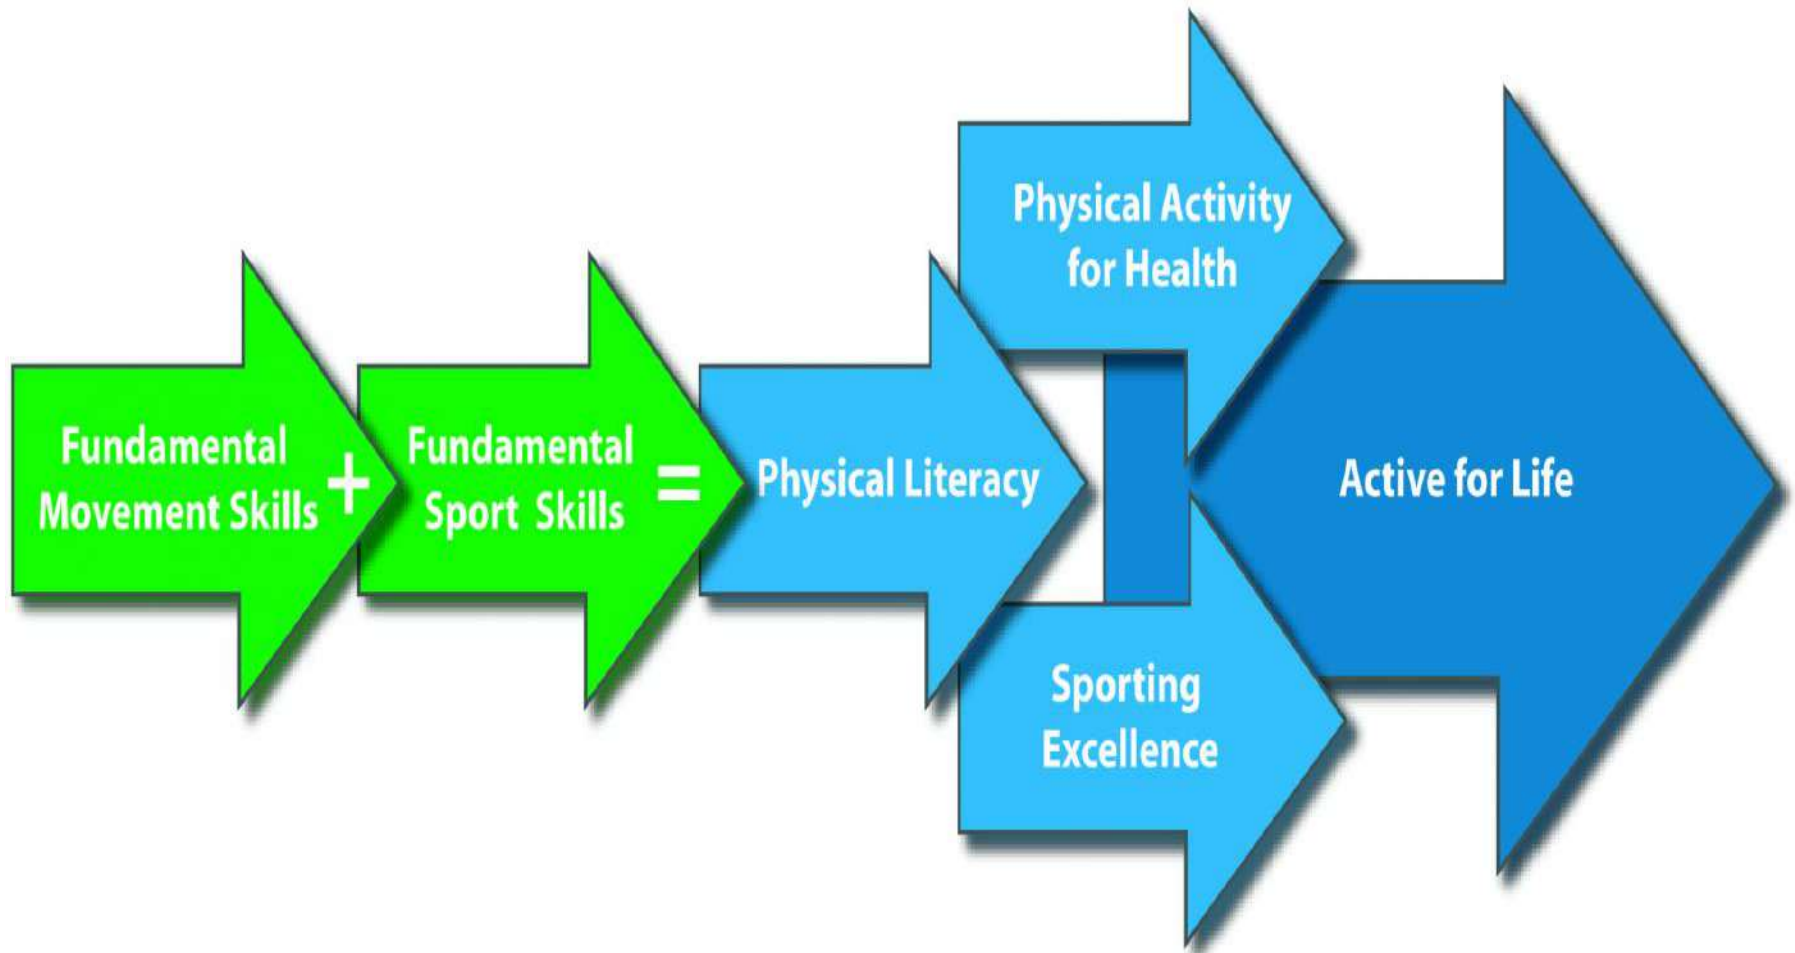 Fundamental
Movement Skills
+
Fundamental
Sport Skills
=
Physical Literacy
Physical Activity
for Health
Sporting
Excellence
Active for Life